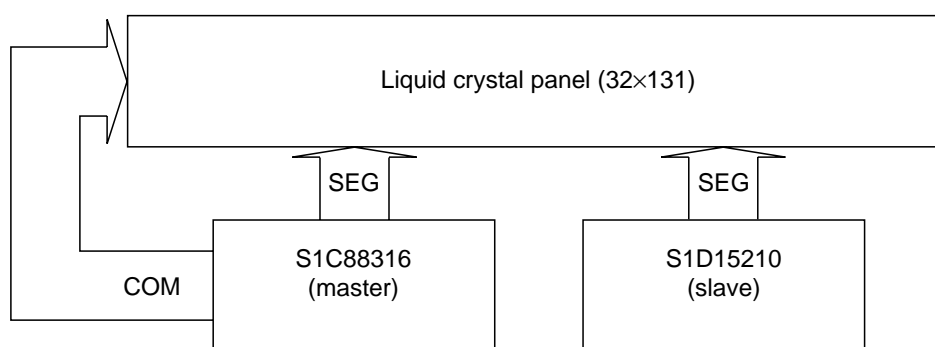 Liquid crystal panel (32×131)
SEG
SEG
S1C88316
(master)
S1D15210
(slave)
COM